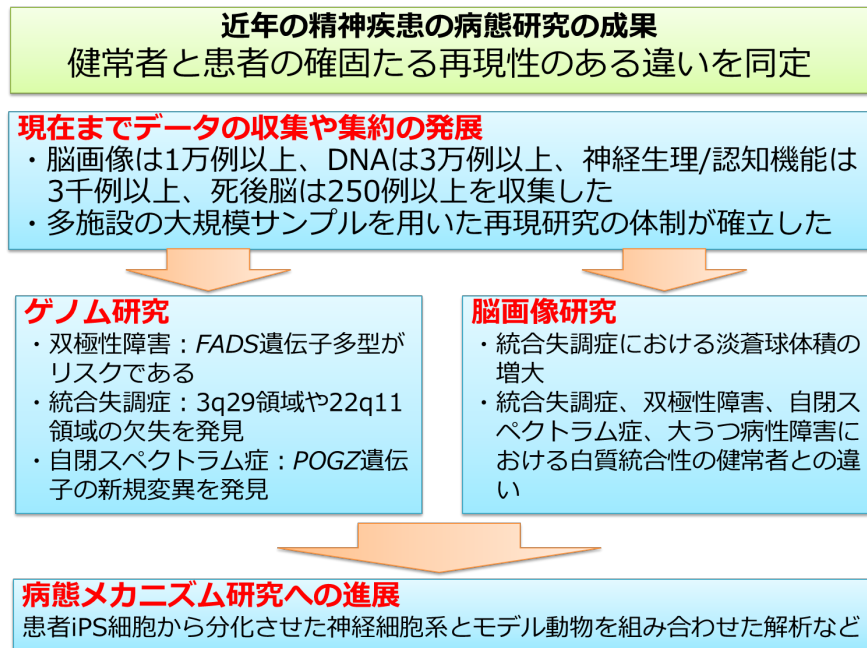 近年の精神疾患の病態研究の成果
健常者と患者の確固たる再現性のある違いを同定
現在までデータの収集や集約の発展
・脳画像は1万例以上、DNAは3万例以上、神経生理/認知機能は
3千例以上、死後脳は250例以上を収集した
・多施設の大規模サンプルを用いた再現研究の体制が確立した
ゲノム研究
・双極性障害：FADS遺伝子多型が
リスクである
・統合失調症：3q29領域や22q11
領域の欠失を発見
・自閉スペクトラム症：POGZ遺伝
子の新規変異を発見
脳画像研究
・統合失調症における淡蒼球体積の
増大
・統合失調症、双極性障害、自閉ス
ペクトラム症、大うつ病性障害に
おける白質統合性の健常者との違
い
病態メカニズム研究への進展
患者iPS細胞から分化させた神経細胞系とモデル動物を組み合わせた解析など